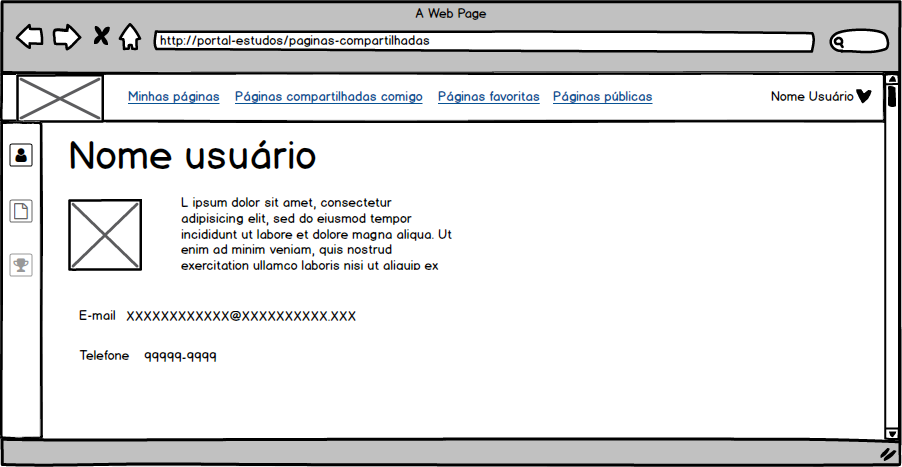 A Web Page
http://portal-estudos/paginas-compartilhadas
Minhas páginas Páginas compartilhadas comigo Páginas favoritas Páginas públicas Nome Usuário
Nome usuário
L ipsum dolor sit amet, consectetur
adipisicing elit, sed do eiusmod tempor
incididunt ut labore et dolore magna aliqua. Ut
enim ad minim veniam, quis nostrud
exercitation ullamco laboris nisi ut aliquip ex
E-mail XXXXXXXXXXXX@XXXXXXXXXX.XXX
Telefone 99999-9999